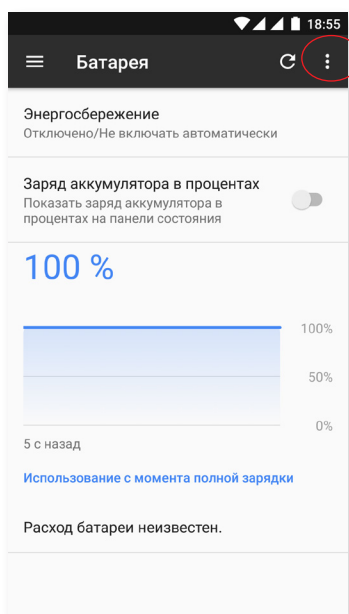 18:55
Батарея
Энергосбережение
Отключено/Не включать автоматически
Заряд аккумулятора в процентах
Показать заряд аккумулятора в
процентах на панели состояния
100 %
100%
50%
0%
5 с назад
Использование с момента полной зарядки
Расход батареи неизвестен.